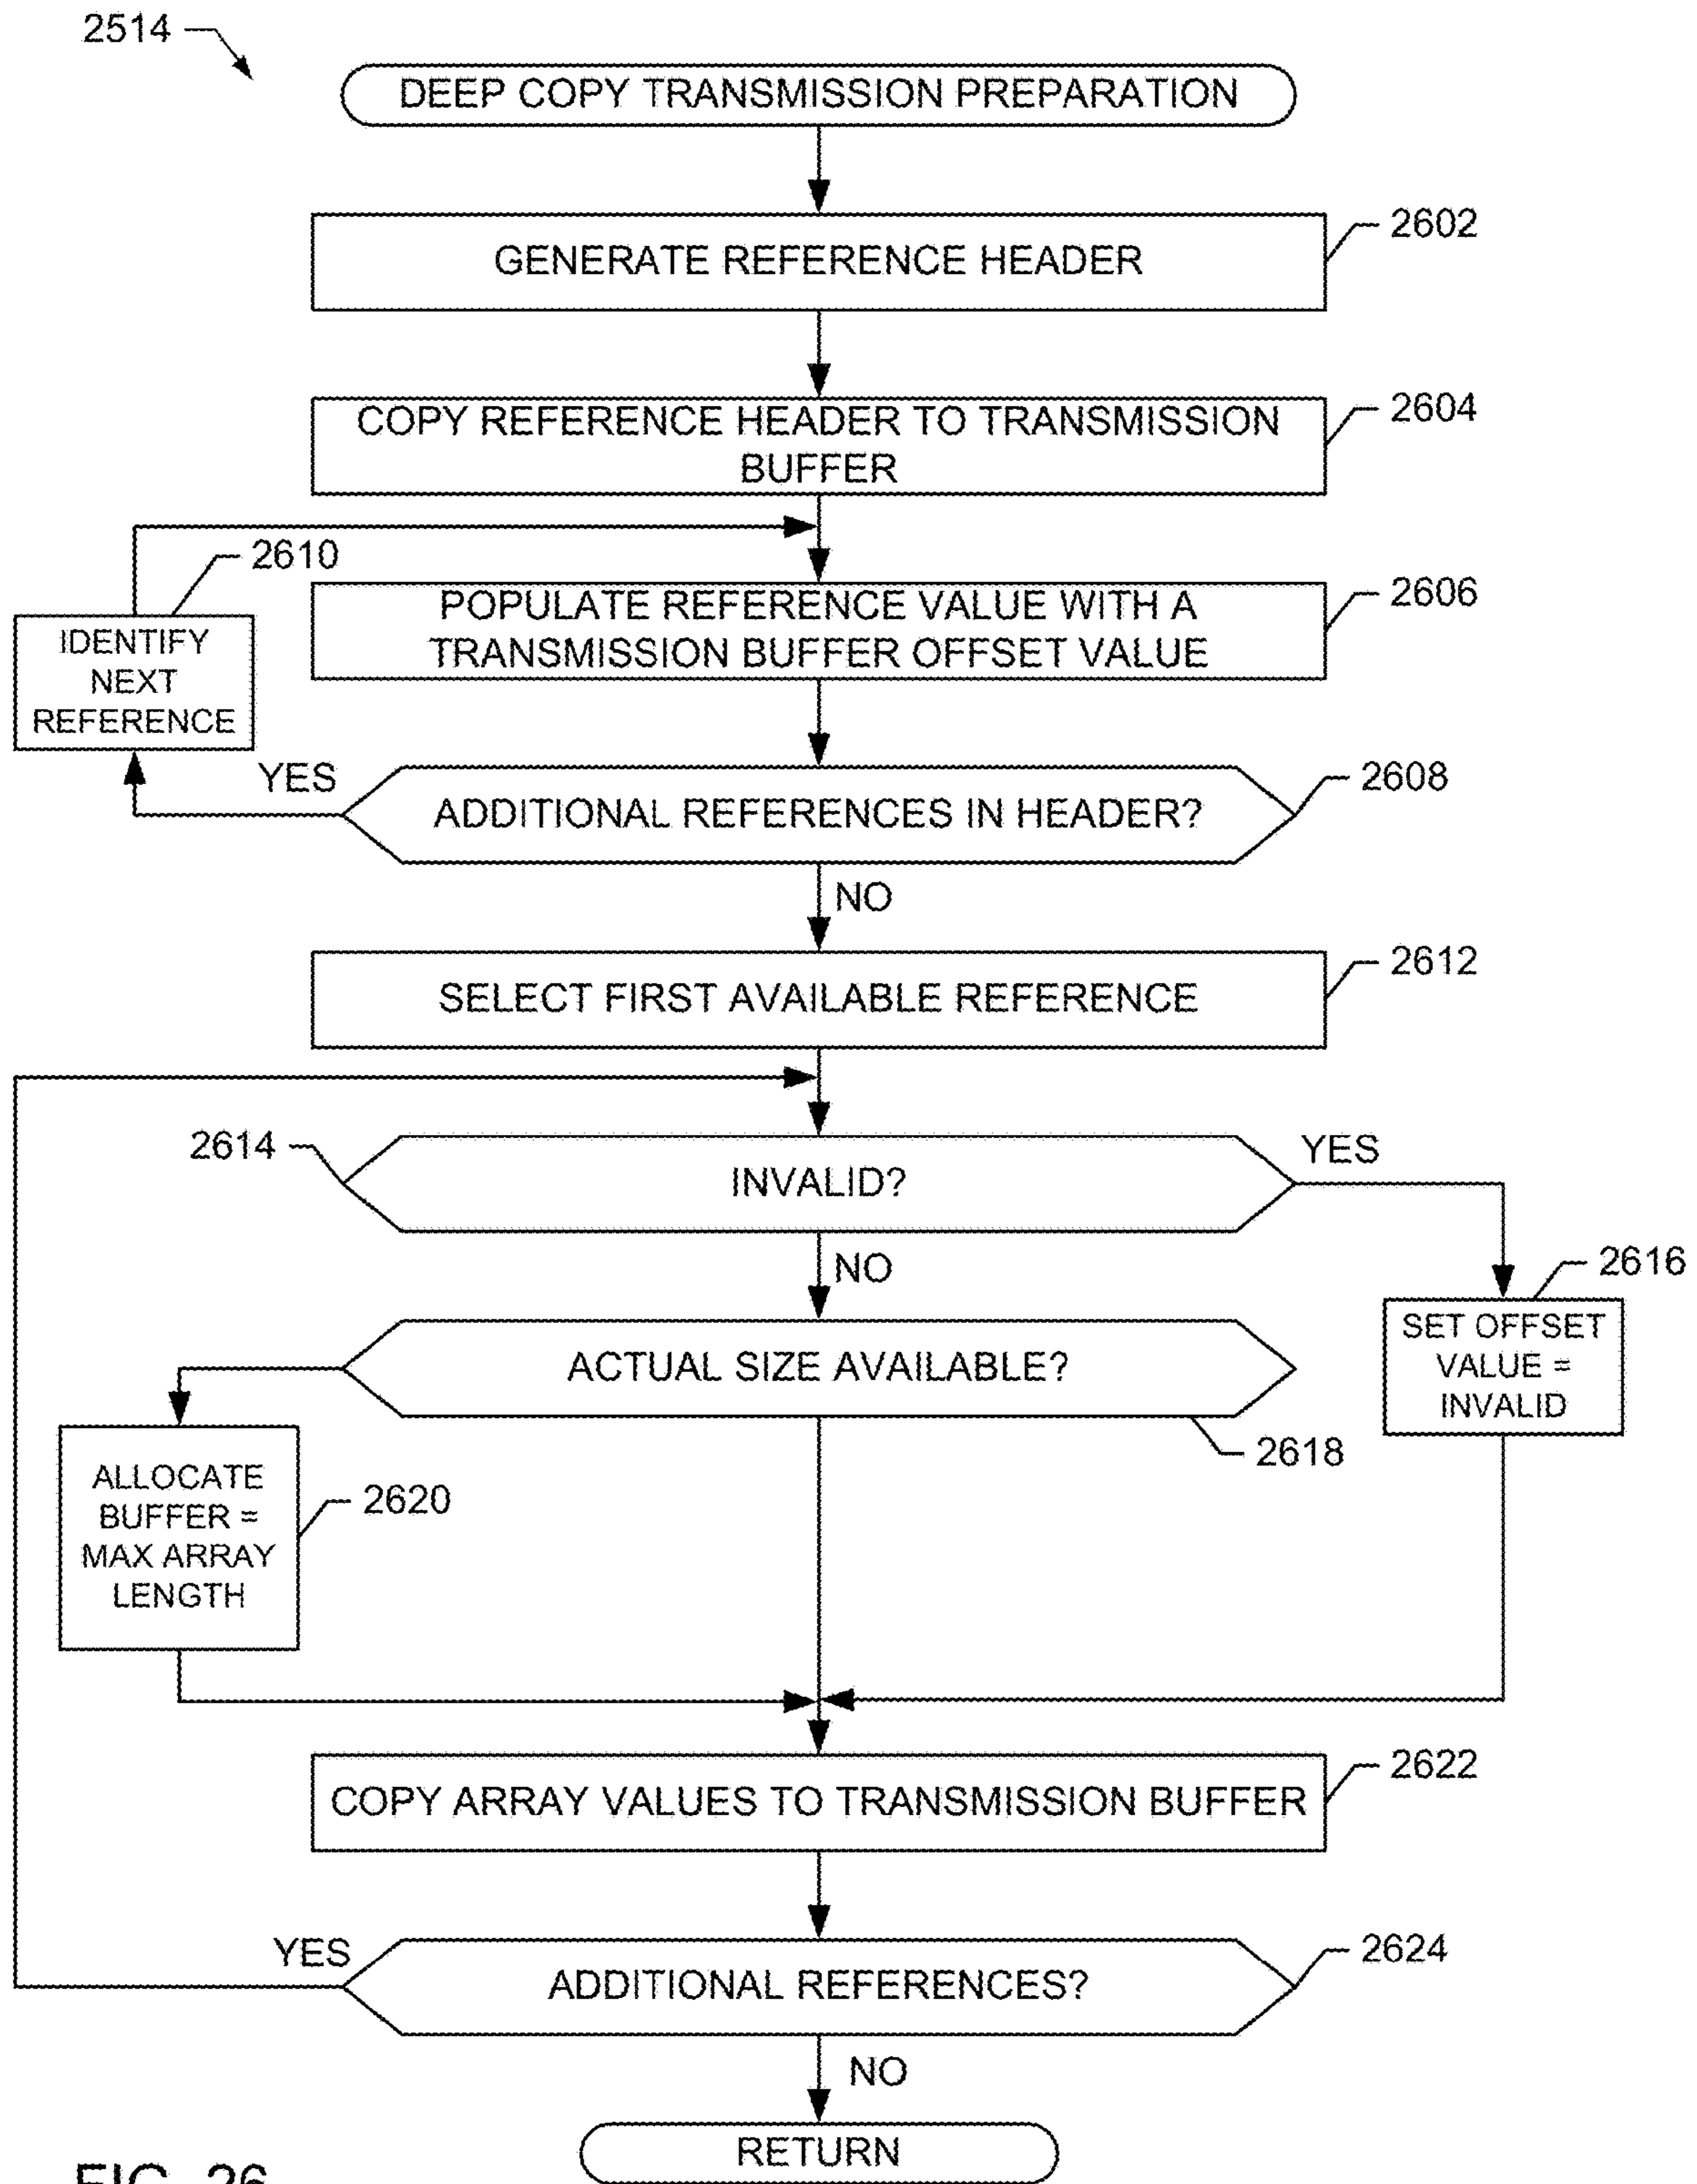 2514
DEEP COPY TRANSMISSION PREPARATION
2602
GENERATE REFERENCE HEADER
2604
COPY REFERENCE HEADER TO TRANSMISSION
BUFFER
2610
IDENTIFY
NEXT
REFERENCE
2606
POPULATE REFERENCE VALUE WITH A
TRANSMISSION BUFFER OFFSET VALUE
YES
2608
ADDITIONAL REFERENCES IN HEADER?
NO
2612
SELECT FIRST AVAILABLE REFERENCE
2614
YES
INVALID?
NO
2616
SET OFFSET
VALUE =
INVALID
ACTUAL SIZE AVAILABLE?
2618
ALLOCATE
BUFFER =
MAX ARRAY
LENGTH
2620
2622
COPY ARRAY VALUES TO TRANSMISSION BUFFER
YES
2624
ADDITIONAL REFERENCES?
NO
RETURN
FIG. 26